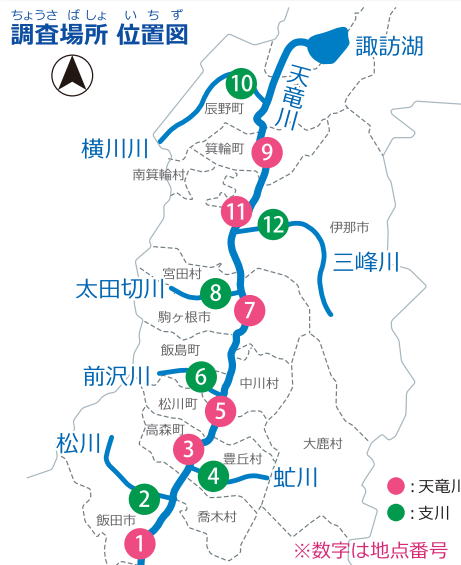 ちょうさ ばしょ いちず
調査場所 位置図
諏訪湖
天竜川
10
辰野町
横川川
箕輪町
9
南箕輪村
11
12
伊那市
三峰川
宮田村
太田切川
8
7
駒ヶ根市
飯島町
前沢川
6
中川村
松川町
5
高森町
松川
3
大鹿村
豊丘村
4
虻川
2
:天竜川
飯田市
喬木村
:支川
1
※数字は地点番号